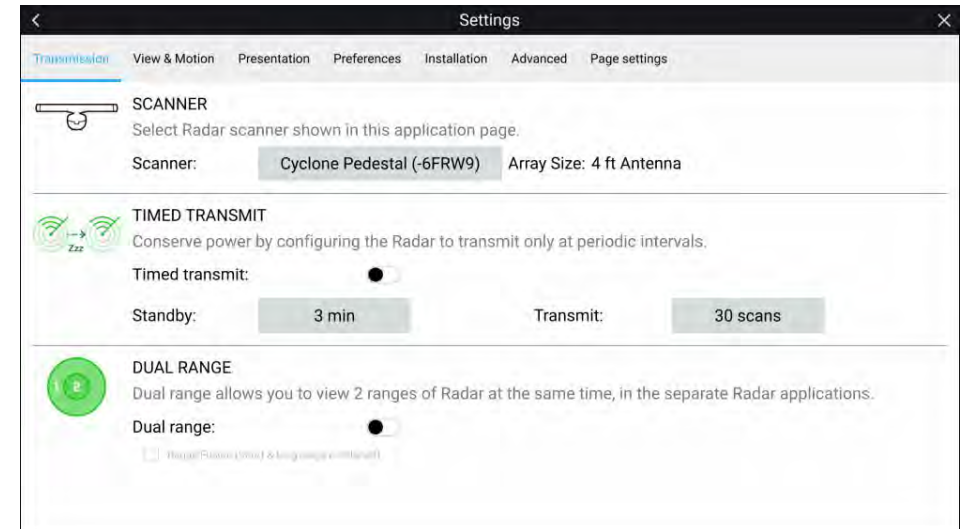 Settings
Transmission View & Motion Presentation Preferences Installation Advanced Page settings
SCANNER
Select Radar scanner shown in this application page.
Scanner: Cyclone Pedestal (-6FRW9) Array Size: 4 ft Antenna
TIMED TRANSMIT
Zzz
Conserve power by configuring the Radar to transmit only at periodic intervals.
Timed transmit:
Standby: 3 min Transmit: 30 scans
DUAL RANGE
1 2
Dual range allows you to view 2 ranges of Radar at the same time, in the separate Radar applications.
Dual range: